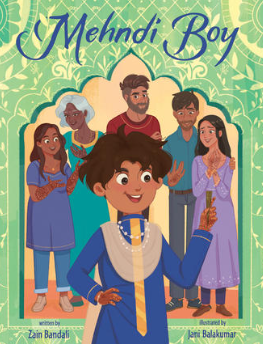 Mehndi Boy
written by
Zain Bandali
illustrated by
Jani Balakumar